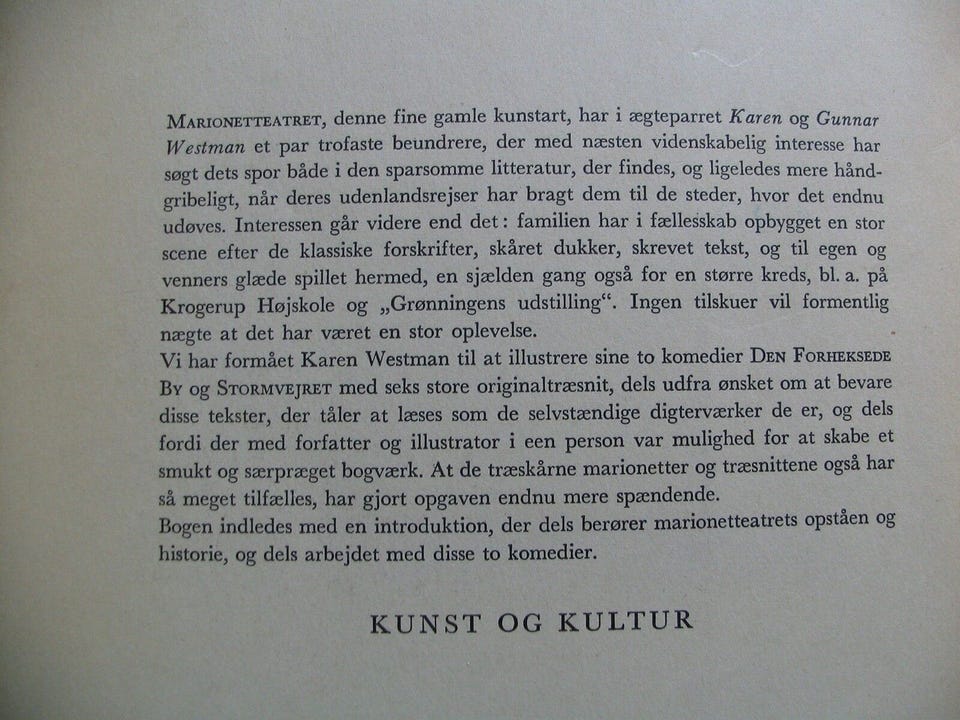 MARIONETTEATRET, denne fine gamle kunstart, har i ægteparret Karen og Gunnar
Westman et par trofaste beundrere, der med næsten videnskabelig interesse har
søgt dets spor både i den sparsomme litteratur, der findes, og ligeledes mere hånd-
gribeligt, når deres udenlandsrejser har bragt dem til de steder, hvor det endnu
udøves. Interessen går videre end det: familien har i fællesskab opbygget en stor
scene efter de klassiske forskrifter, skåret dukker, skrevet tekst, og til egen og
venners glæde spillet hermed, en sjælden gang også for en større kreds, bl. a. på
Krogerup Højskole og „Grønningens udstilling“. Ingen tilskuer vil formentlig
nægte at det har været en stor oplevelse.
Vi har formået Karen Westman til at illustrere sine to komedier DEN FORHEKSEDE
BY og STORMVEJRET med seks store originaltræsnit, dels udfra ønsket om at bevare
disse tekster, der tåler at læses som de selvstændige digterværker de er, og dels
fordi der med forfatter og illustrator i een person var mulighed for at skabe et
smukt og særpræget bogværk. At de træskårne marionetter og træsnittene også har
så meget tilfælles, har gjort opgaven endnu mere spændende.
Bogen indledes med en introduktion, der dels berører marionetteatrets opståen og
historie, og dels arbejdet med disse to komedier.
KUNST OG KULTUR